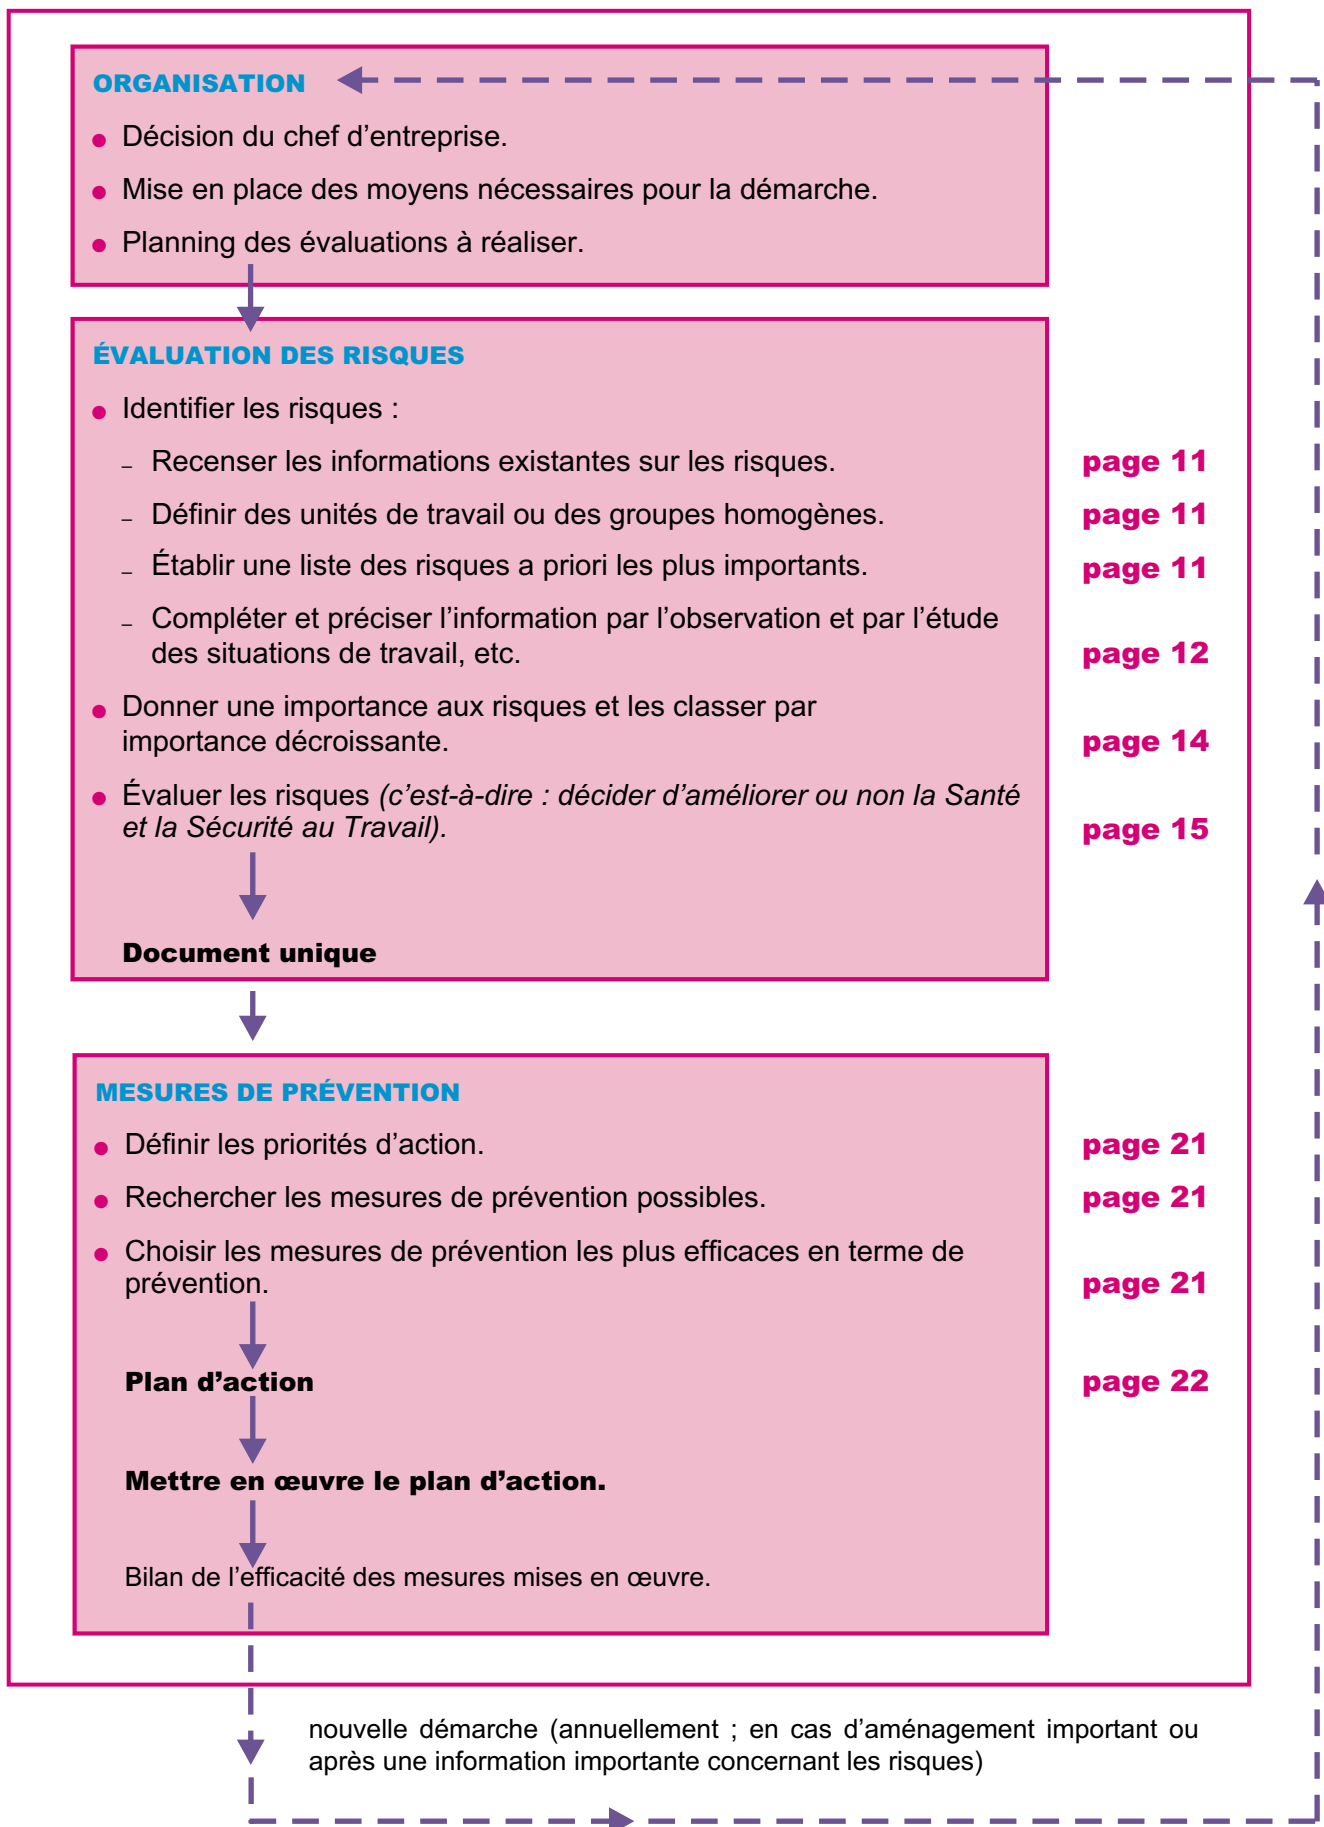 ORGANISATION
● Décision du chef d’entreprise.
● Mise en place des moyens nécessaires pour la démarche.
● Planning des évaluations à réaliser.
ÉVALUATION DES RISQUES
● Identifier les risques :
– Recenser les informations existantes sur les risques. page 11
– Définir des unités de travail ou des groupes homogènes. page 11
– Établir une liste des risques a priori les plus importants. page 11
– Compléter et préciser l’information par l’observation et par l’étude
des situations de travail, etc. page 12
● Donner une importance aux risques et les classer par
importance décroissante. page 14
● Évaluer les risques (c’est-à-dire : décider d’améliorer ou non la Santé
et la Sécurité au Travail). page 15
Document unique
MESURES DE PRÉVENTION
● Définir les priorités d’action. page 21
● Rechercher les mesures de prévention possibles. page 21
● Choisir les mesures de prévention les plus efficaces en terme de
prévention. page 21
Plan d’action page 22
Mettre en œuvre le plan d’action.
Bilan de l’efficacité des mesures mises en œuvre.
nouvelle démarche (annuellement ; en cas d’aménagement important ou
après une information importante concernant les risques)